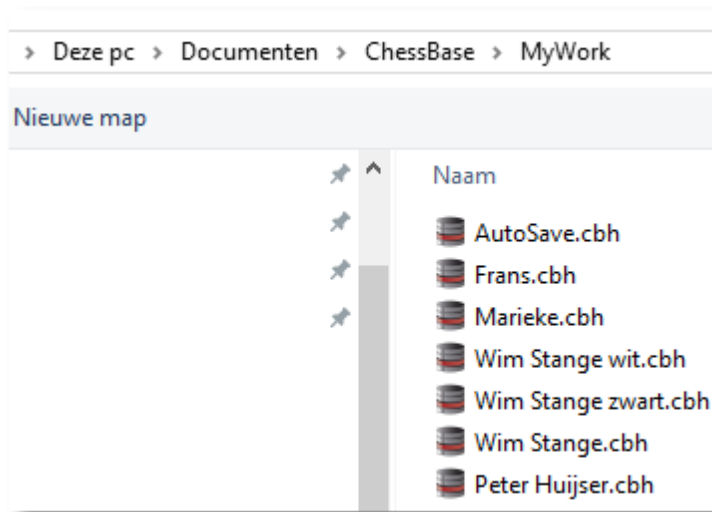 > Deze pc > Documenten > ChessBase > MyWork
Nieuwe map
Naam
AutoSave.cbh
Frans.cbh
Marieke.cbh
Wim Stange wit.cbh
Wim Stange zwart.cbh
Wim Stange.cbh
Peter Huijser.cbh